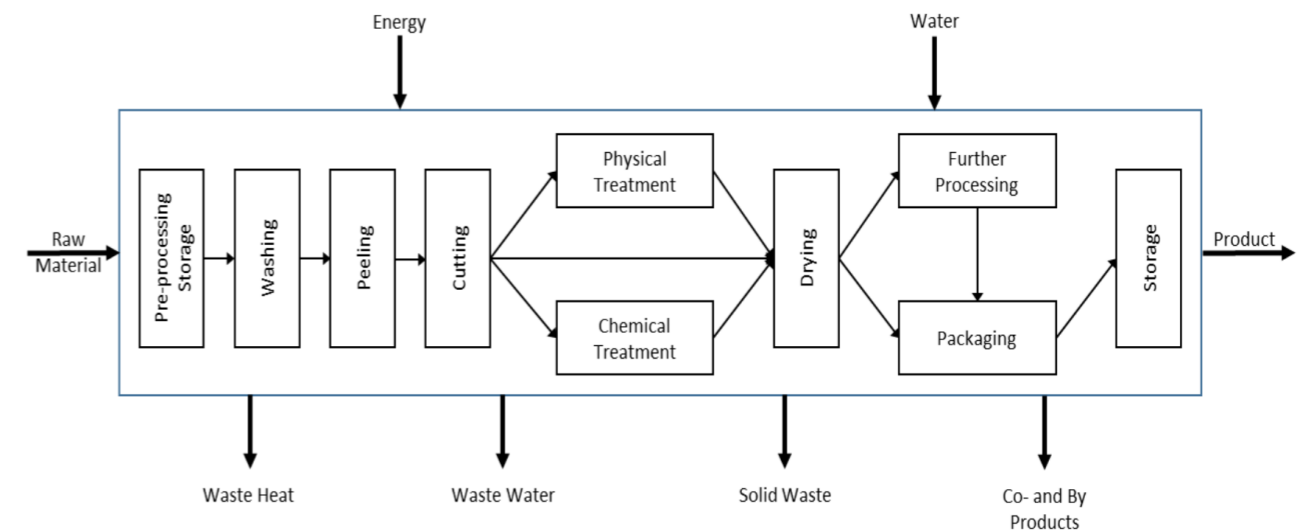 Energy
Water
Raw
Material
Pre-processing
Storage
Washing
Peeling
Cutting
Physical
Treatment
Chemical
Treatment
Drying
Further
Processing
Packaging
Storage
Product
Waste Heat
Waste Water
Solid Waste
Co- and By
Products